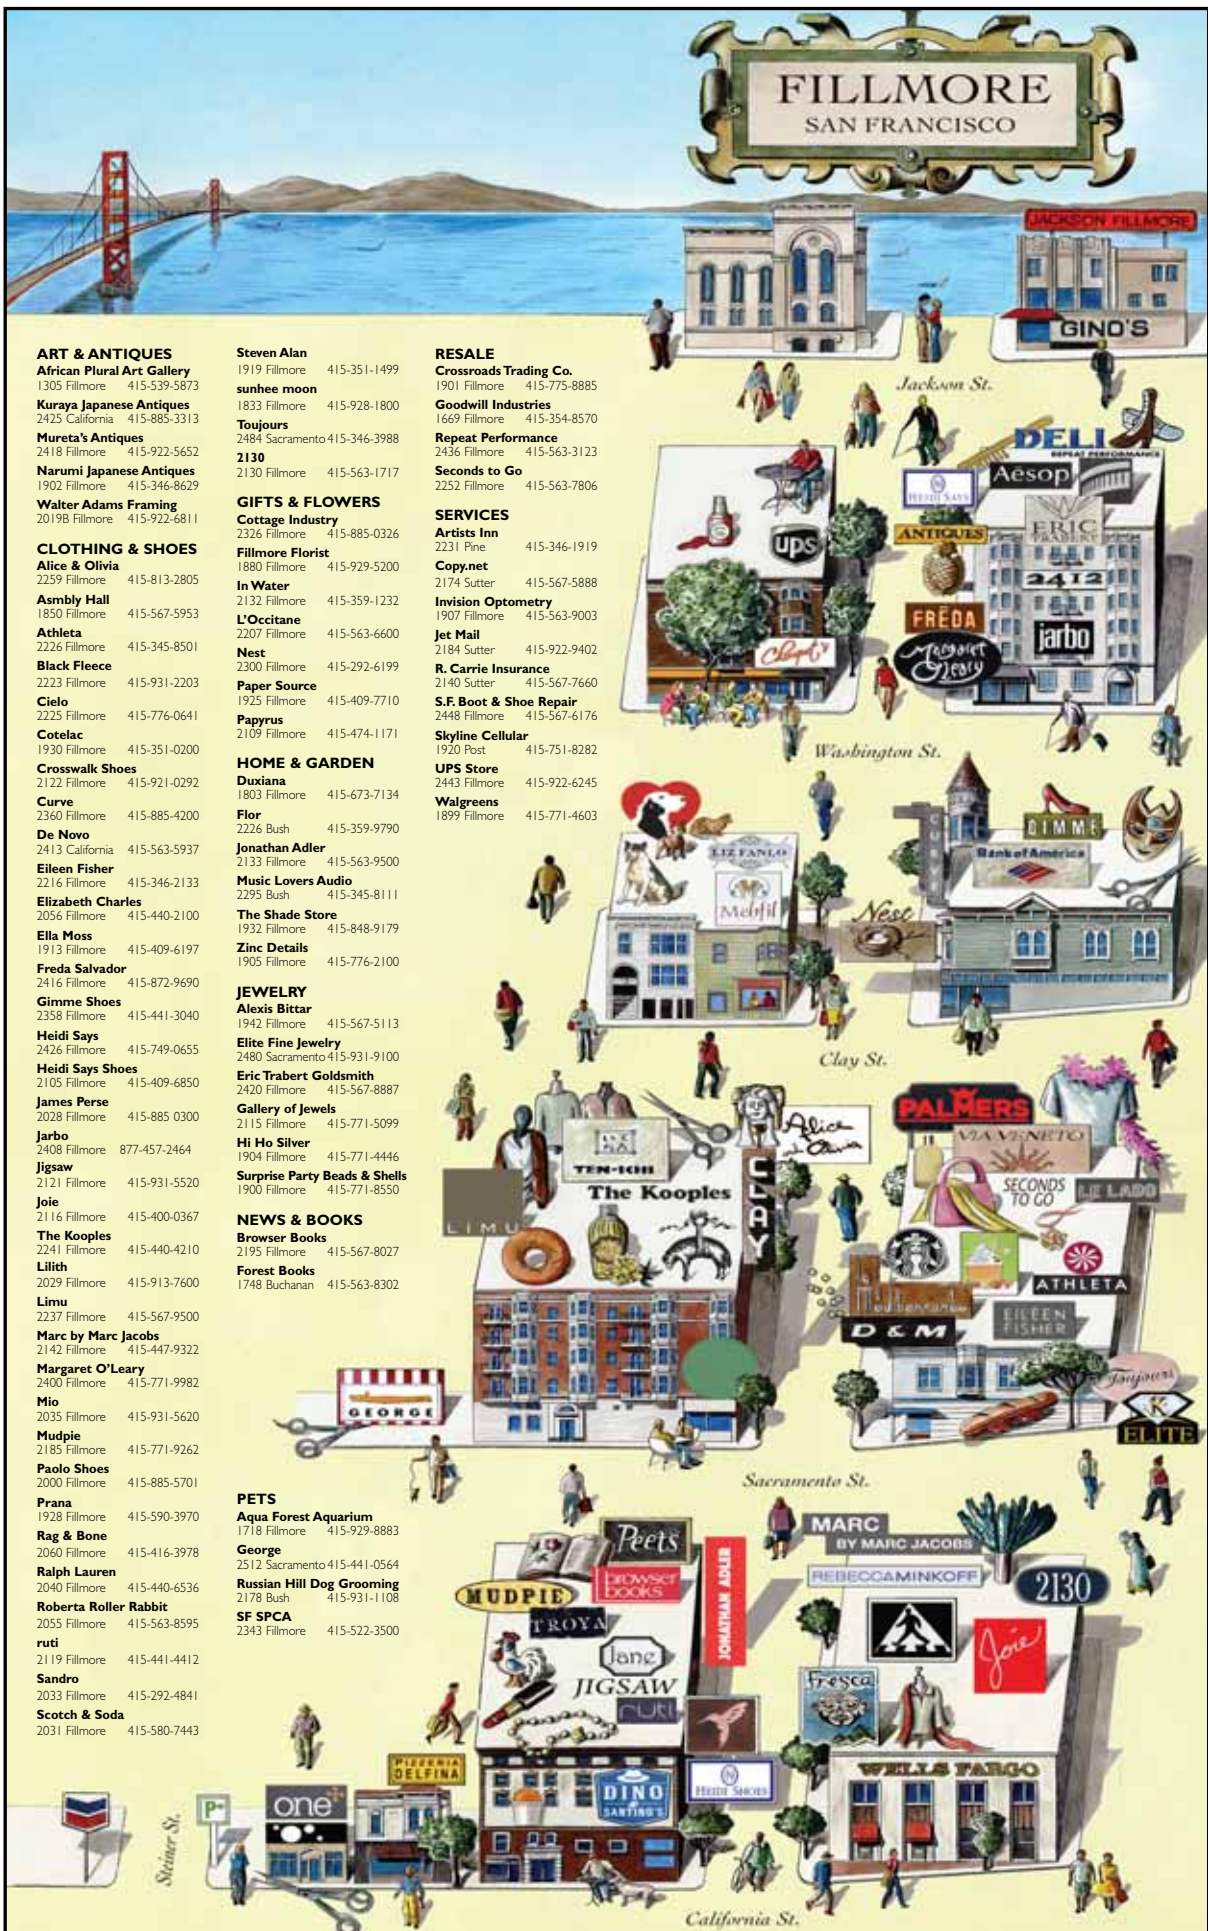 FILLMORE
SAN FRANCISCO
JACKSON FILLMORE
GINO'S
Jackson St.
ART & ANTIQUES
African Plural Art Gallery
1305 Fillmore 415-539-5873
Kuraya Japanese Antiques
2425 California 415-885-3313
Mureta's Antiques
2418 Fillmore 415-922-5652
Narumi Japanese Antiques
1902 Fillmore 415-346-8629
Walter Adams Framing
2019B Fillmore 415-922-6811
CLOTHING & SHOES
Alice & Olivia
2259 Fillmore 415-813-2805
Asmbly Hall
1850 Fillmore 415-567-5953
Athleta
2226 Fillmore 415-345-8501
Black Fleece
2223 Fillmore 415-931-2203
Cielo
2225 Fillmore 415-776-0641
Cotelac
1930 Fillmore 415-351-0200
Crosswalk Shoes
2122 Fillmore 415-921-0292
Curve
2360 Fillmore 415-885-4200
De Novo
2413 California 415-563-5937
Eileen Fisher
2216 Fillmore 415-346-2133
Elizabeth Charles
2056 Fillmore 415-440-2100
Ella Moss
1913 Fillmore 415-409-6197
Freda Salvador
2416 Fillmore 415-872-9690
Gimme Shoes
2358 Fillmore 415-441-3040
Heidi Says
2426 Fillmore 415-749-0655
Heidi Says Shoes
2105 Fillmore 415-409-6850
James Perse
2028 Fillmore 415-885 0300
Jarbo
2408 Fillmore 877-457-2464
Jigsaw
2121 Fillmore 415-931-5520
Joie
2116 Fillmore 415-400-0367
The Kooples
2241 Fillmore 415-440-4210
Lilith
2029 Fillmore 415-913-7600
Limu
2237 Fillmore 415-567-9500
Marc by Marc Jacobs
2142 Fillmore 415-447-9322
Margaret O'Leary
2400 Fillmore 415-771-9982
Mio
2035 Fillmore 415-931-5620
Mudpie
2185 Fillmore 415-771-9262
Paolo Shoes
2000 Fillmore 415-885-5701
Prana
1928 Fillmore 415-590-3970
Rag & Bone
2060 Fillmore 415-416-3978
Ralph Lauren
2040 Fillmore 415-440-6536
Roberta Roller Rabbit
2055 Fillmore 415-563-8595
ruti
2119 Fillmore 415-441-4412
Sandro
2033 Fillmore 415-292-4841
Scotch & Soda
2031 Fillmore 415-580-7443
Steven Alan
1919 Fillmore 415-351-1499
sunhee moon
1833 Fillmore 415-928-1800
Toujours
2484 Sacramento 415-346-3988
2130
2130 Fillmore 415-563-1717
GIFTS & FLOWERS
Cottage Industry
2326 Fillmore 415-885-0326
Fillmore Florist
1880 Fillmore 415-929-5200
In Water
2132 Fillmore 415-359-1232
L'Occitane
2207 Fillmore 415-563-6600
Nest
2300 Fillmore 415-292-6199
Paper Source
1925 Fillmore 415-409-7710
Papyrus
2109 Fillmore 415-474-1171
HOME & GARDEN
Duxiana
1803 Fillmore 415-673-7134
Flor
2226 Bush 415-359-9790
Jonathan Adler
2133 Fillmore 415-563-9500
Music Lovers Audio
2295 Bush 415-345-8111
The Shade Store
1932 Fillmore 415-848-9179
Zinc Details
1905 Fillmore 415-776-2100
JEWELRY
Alexis Bittar
1942 Fillmore 415-567-5113
Elite Fine Jewelry
2480 Sacramento 415-931-9100
Eric Trabert Goldsmith
2420 Fillmore 415-567-8887
Gallery of Jewels
2115 Fillmore 415-771-5099
Hi Ho Silver
1904 Fillmore 415-771-4446
Surprise Party Beads & Shells
1900 Fillmore 415-771-8550
NEWS & BOOKS
Browser Books
2195 Fillmore 415-567-8027
Forest Books
1748 Buchanan 415-563-8302
PETS
Aqua Forest Aquarium
1718 Fillmore 415-929-8883
George
2512 Sacramento 415-441-0564
Russian Hill Dog Grooming
2178 Bush 415-931-1108
SF SPCA
2343 Fillmore 415-522-3500
RESALE
Crossroads Trading Co.
1901 Fillmore 415-775-8885
Goodwill Industries
1669 Fillmore 415-354-8570
Repeat Performance
2436 Fillmore 415-563-3123
Seconds to Go
2252 Fillmore 415-563-7806
SERVICES
Artists Inn
2231 Pine 415-346-1919
Copy.net
2174 Sutter 415-567-5888
Invision Optometry
1907 Fillmore 415-563-9003
Jet Mail
2184 Sutter 415-922-9402
R. Carrie Insurance
2140 Sutter 415-567-7660
S.F. Boot & Shoe Repair
2448 Fillmore 415-567-6176
Skyline Cellular
1920 Post 415-751-8282
UPS Store
2443 Fillmore 415-922-6245
Walgreens
1899 Fillmore 415-771-4603
DELI
REPEAT PERFORMANCE
Aesop
HEIDI SAYS
ups
ANTIQUES
ERIC
TRABERT
2412
FRĒDA
jarbo
Margaret
O'Leary
Chouquet's
Washington St.
GIMME
CURVE
LIZ FANLO
Bank of America
Mehfil
Nest
Clay St.
PALMERS
Alice
Olivia
VIA VENETO
TEN-ICHI
The Kooples
CLAY
SECONDS
TO GO
LE LABO
LIMU
ATHLETA
Mediterranee
D & M
EILEEN
FISHER
Toujours
GEORGE
K
ELITE
Sacramento St.
Peets
MARC
BY MARC JACOBS
browser
books
REBECCAMINKOFF
MUDPIE
JONATHAN ADLER
2130
TROYA
Jane
Joie
JIGSAW
Fresca
ruti
PIZZERIA
DELFINA
WELLS FARGO
HEIDI SHOES
DINO
SANTINO'S
one
P
Steiner St.
California St.